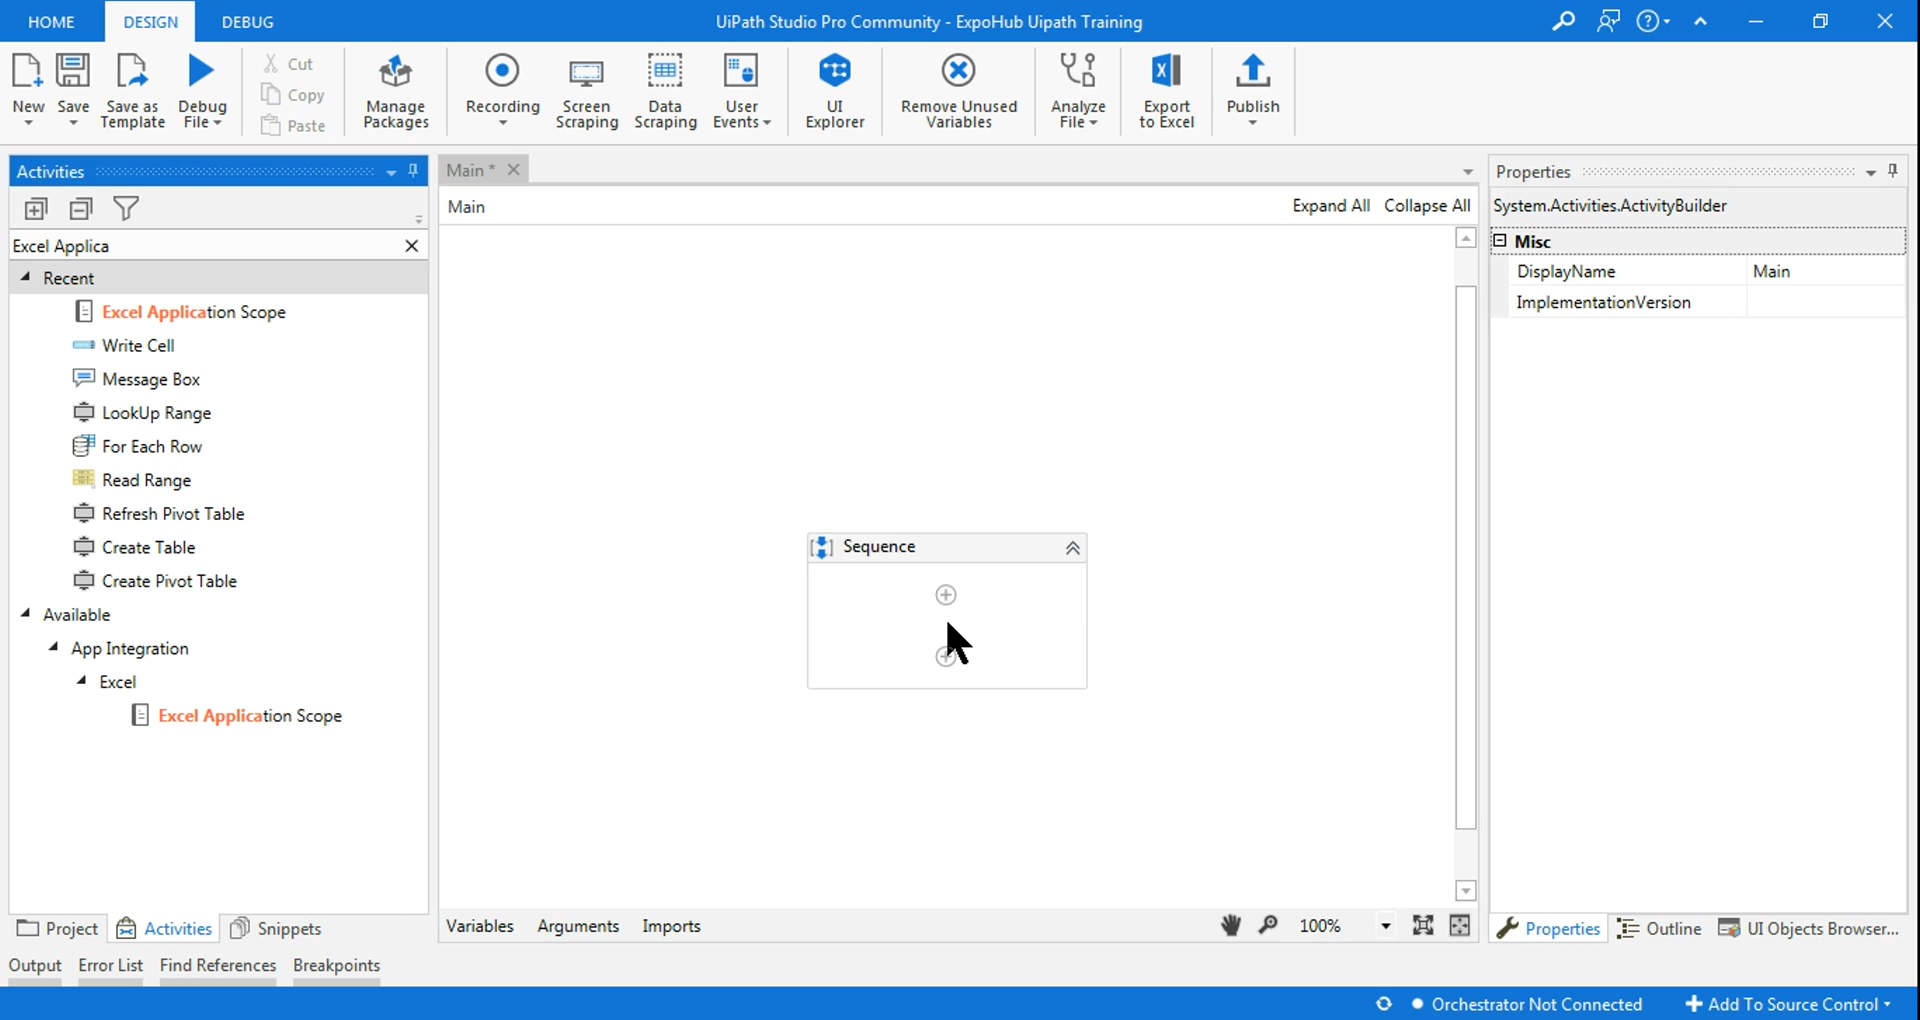 HOME DESIGN DEBUG UiPath Studio Pro Community - ExpoHub Uipath Training
New Save Save as Template Debug File Cut Copy Paste Manage Packages Recording Screen Scraping Data Scraping User Events UI Explorer Remove Unused Variables Analyze File Export to Excel Publish
Activities
Excel Applica
Recent
Excel Application Scope
Write Cell
Message Box
LookUp Range
For Each Row
Read Range
Refresh Pivot Table
Create Table
Create Pivot Table
Available
App Integration
Excel
Excel Application Scope
Project Activities Snippets
Main *
Main Expand All Collapse All
Sequence
Variables Arguments Imports 100%
Properties
System.Activities.ActivityBuilder
Misc
DisplayName Main
ImplementationVersion
Properties Outline UI Objects Browser...
Output Error List Find References Breakpoints
Orchestrator Not Connected Add To Source Control